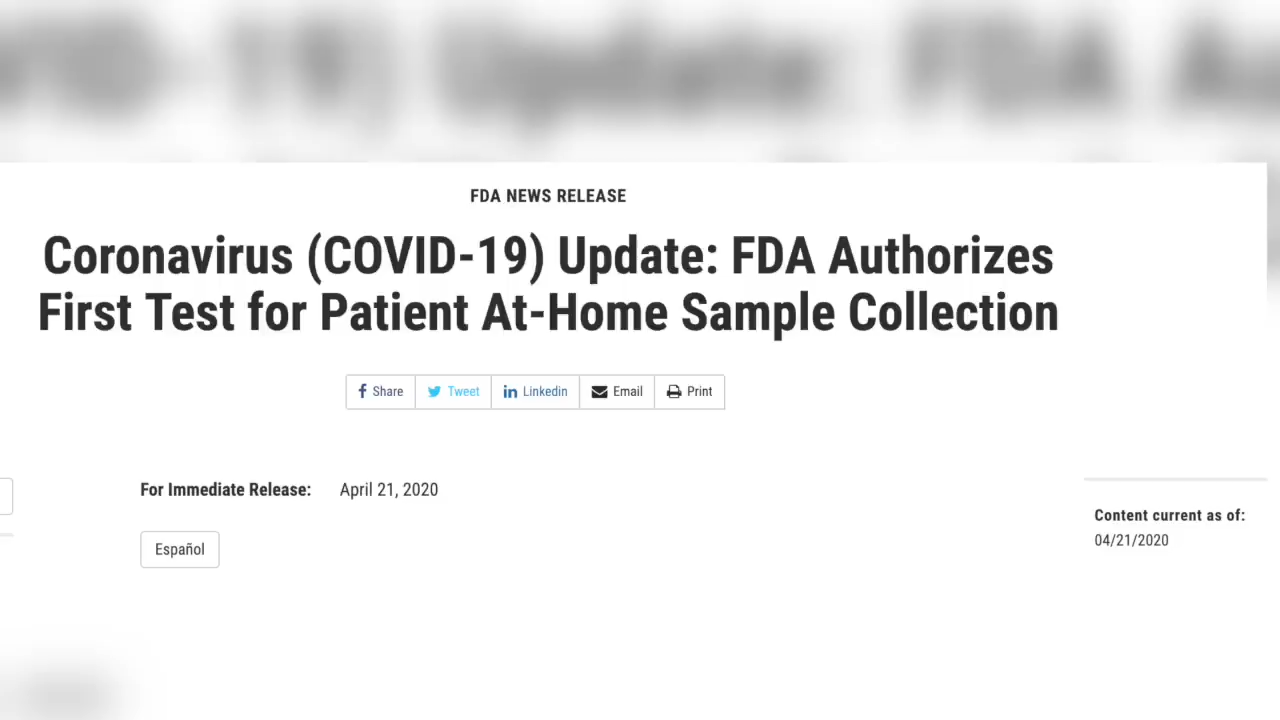 FDA NEWS RELEASE
Coronavirus (COVID-19) Update: FDA Authorizes
First Test for Patient At-Home Sample Collection
Share Tweet Linkedin Email Print
For Immediate Release: April 21, 2020
Content current as of:
04/21/2020
Español